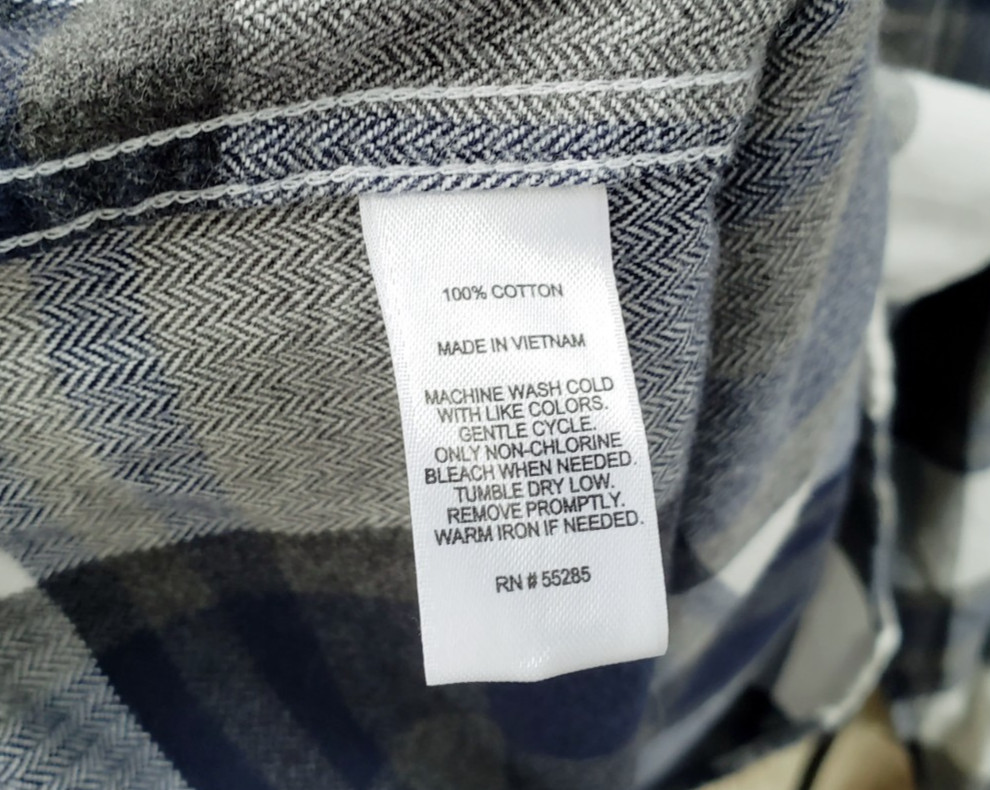 100% COTTON
MADE IN VIETNAM
MACHINE WASH COLD
WITH LIKE COLORS.
GENTLE CYCLE.
ONLY NON-CHLORINE
BLEACH WHEN NEEDED.
TUMBLE DRY LOW.
REMOVE PROMPTLY.
WARM IRON IF NEEDED.
RN # 55285